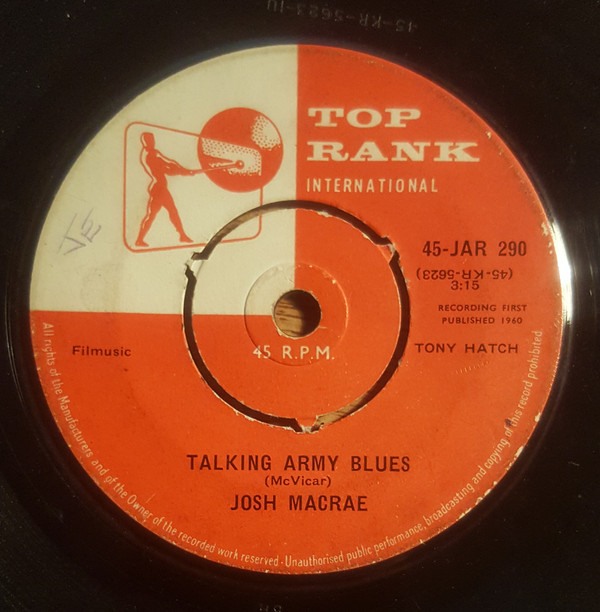 45-KR-5623-1U
TOP
RANK
INTERNATIONAL
45-JAR 290
(45-KR-5623)
3:15
RECORDING FIRST
PUBLISHED 1960
Filmusic
45 R.P.M.
TONY HATCH
TALKING ARMY BLUES
(McVicar)
JOSH MACRAE
All rights of the Manufacturers and of the Owner of the recorded work reserved - Unauthorised public performance, broadcasting and copying of this record prohibited.